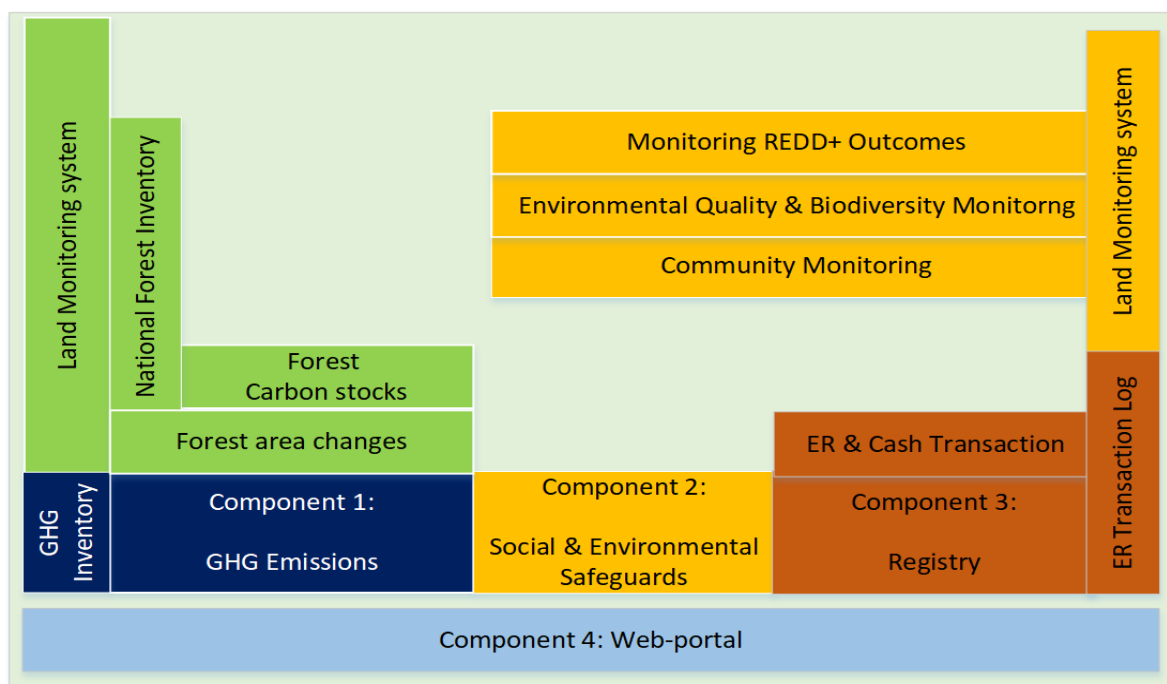 Land Monitoring system
National Forest Inventory
Forest
Carbon stocks
Forest area changes
GHG
Inventory
Component 1:
GHG Emissions
Monitoring REDD+ Outcomes
Environmental Quality & Biodiversity Monitorng
Community Monitoring
Component 2:
Social & Environmental
Safeguards
ER & Cash Transaction
Component 3:
Registry
Land Monitoring system
ER Transaction Log
Component 4: Web-portal